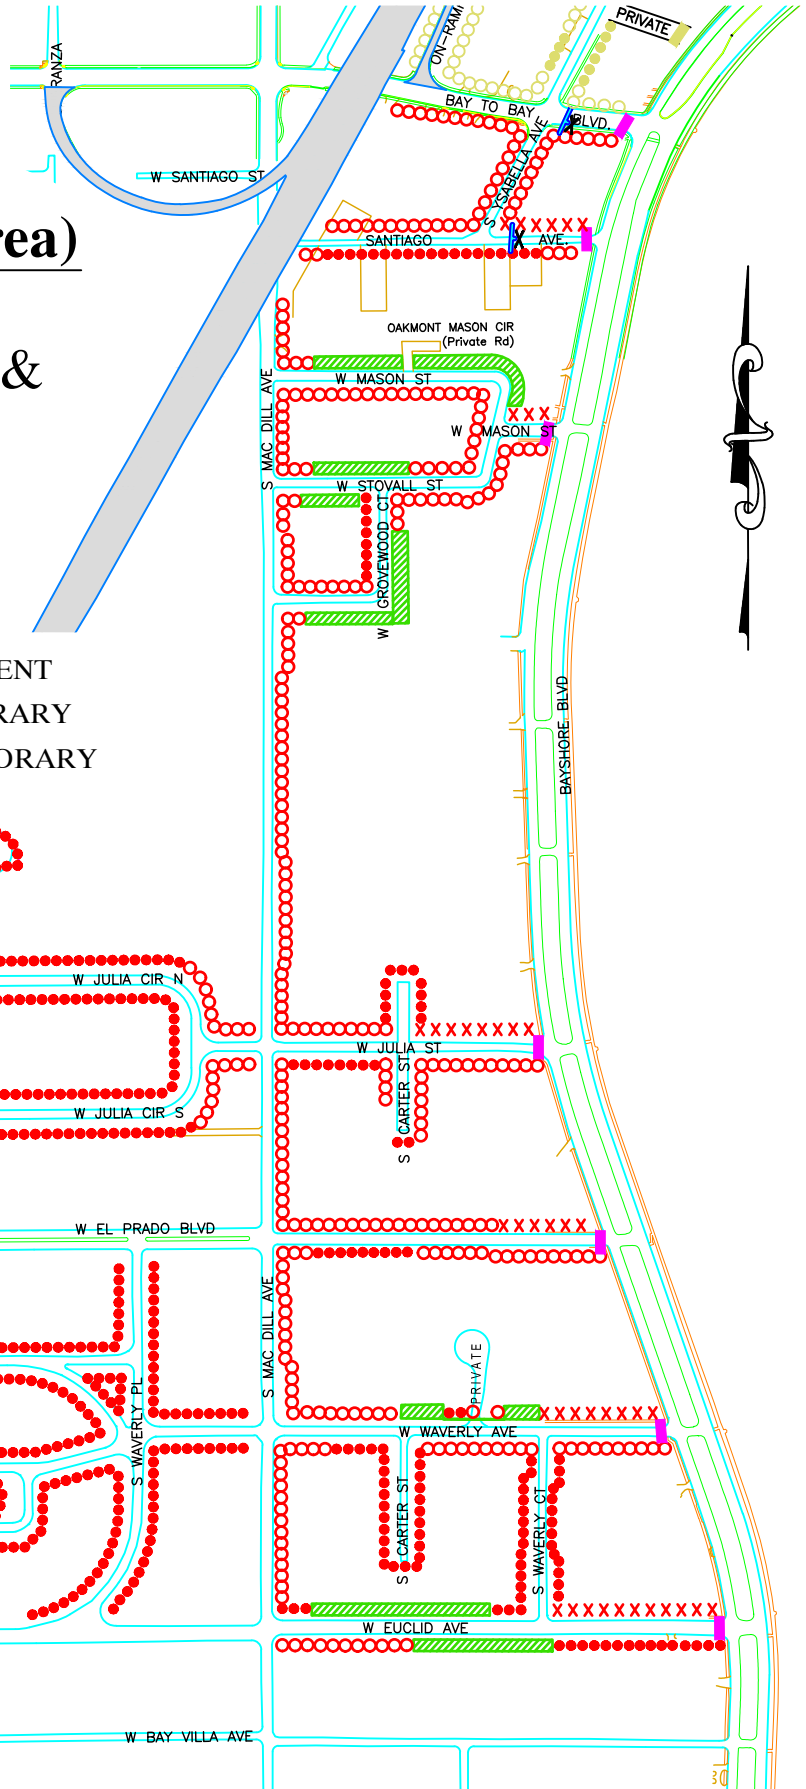 PRIVATE
ON-RAM
RANZA
BAY TO BAY BLVD.
S YSABELLA AVE
W SANTIAGO ST
SANTIAGO AVE.
rea)
&
OAKMONT MASON CIR
(Private Rd)
W MASON ST
S MAC DILL AVE
W MASON ST
W STOVALL ST
W GROVEWOOD CT
ENT
RARY
ORARY
BAYSHORE BLVD
W JULIA CIR N
W JULIA ST
S CARTER ST
W JULIA CIR S
W EL PRADO BLVD
S MAC DILL AVE
PRIVATE
S WAVERLY PL
W WAVERLY AVE
S CARTER ST
S WAVERLY CT
W EUCLID AVE
W BAY VILLA AVE